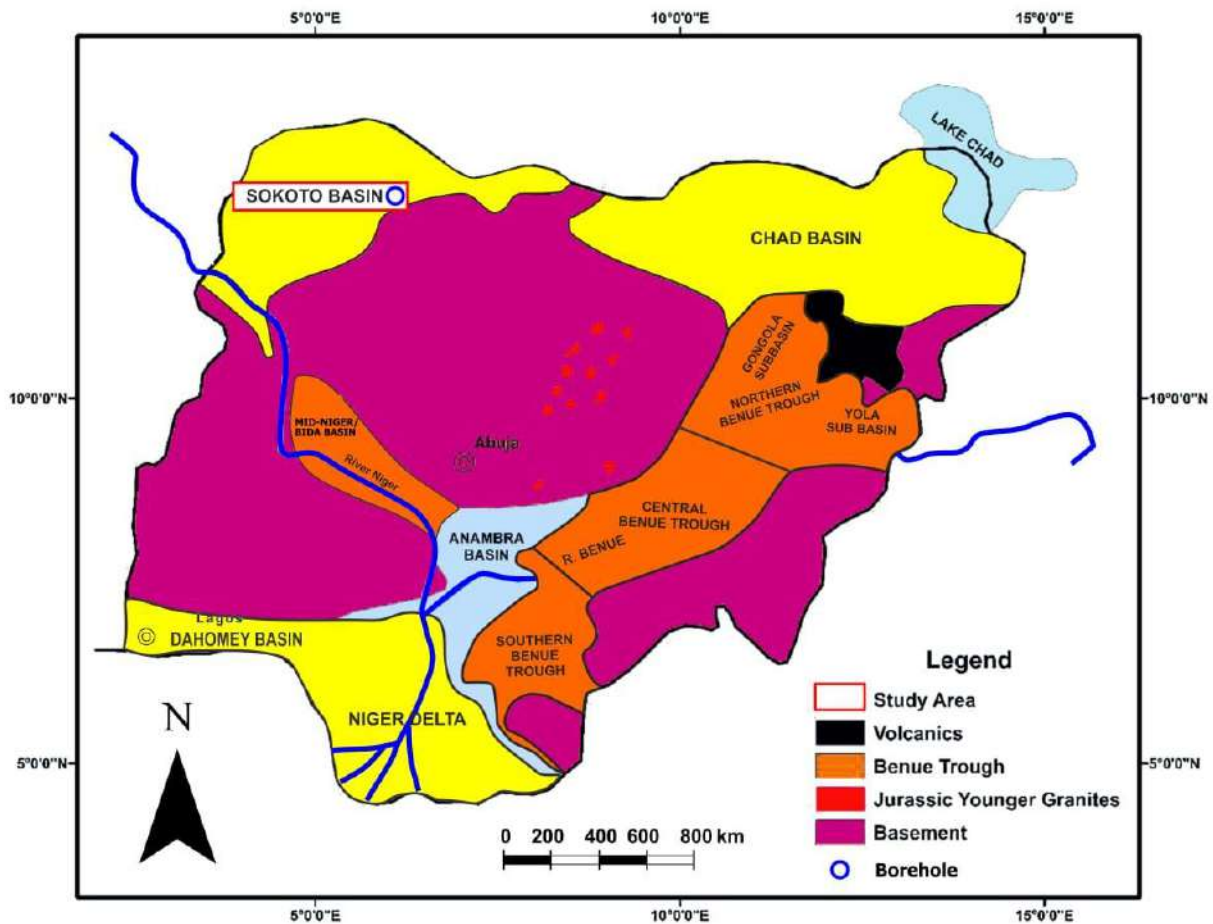 5°0'0"E
10°0'0"E
15°0'0"E
LAKE CHAD
SOKOTO BASIN
CHAD BASIN
GONGOLA
SUBBASIN
10°0'0"N
10°0'0"N
NORTHERN
BENUE TROUGH
MID-NIGER/
BIDA BASIN
YOLA
SUB BASIN
Abuja
River Niger
CENTRAL
BENUE TROUGH
ANAMBRA
BASIN
R. BENUE
Lagos
DAHOMEY BASIN
SOUTHERN
BENUE
TROUGH
Legend
Study Area
N
NIGER DELTA
Volcanics
5°0'0"N
5°0'0"N
Benue Trough
Jurassic Younger Granites
0 200 400 600 800 km
Basement
Borehole
5°0'0"E
10°0'0"E
15°0'0"E